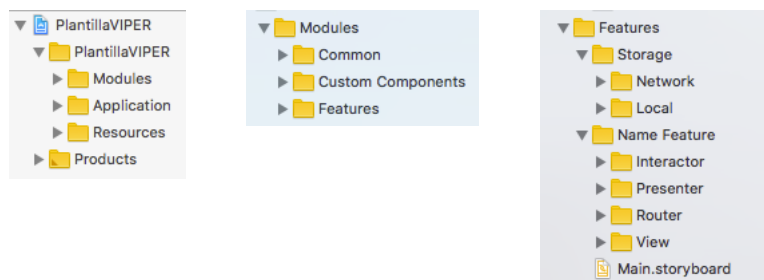 PlantillaVIPER
PlantillaVIPER
Modules
Application
Resources
Products
Modules
Common
Custom Components
Features
Features
Storage
Network
Local
Name Feature
Interactor
Presenter
Router
View
Main.storyboard